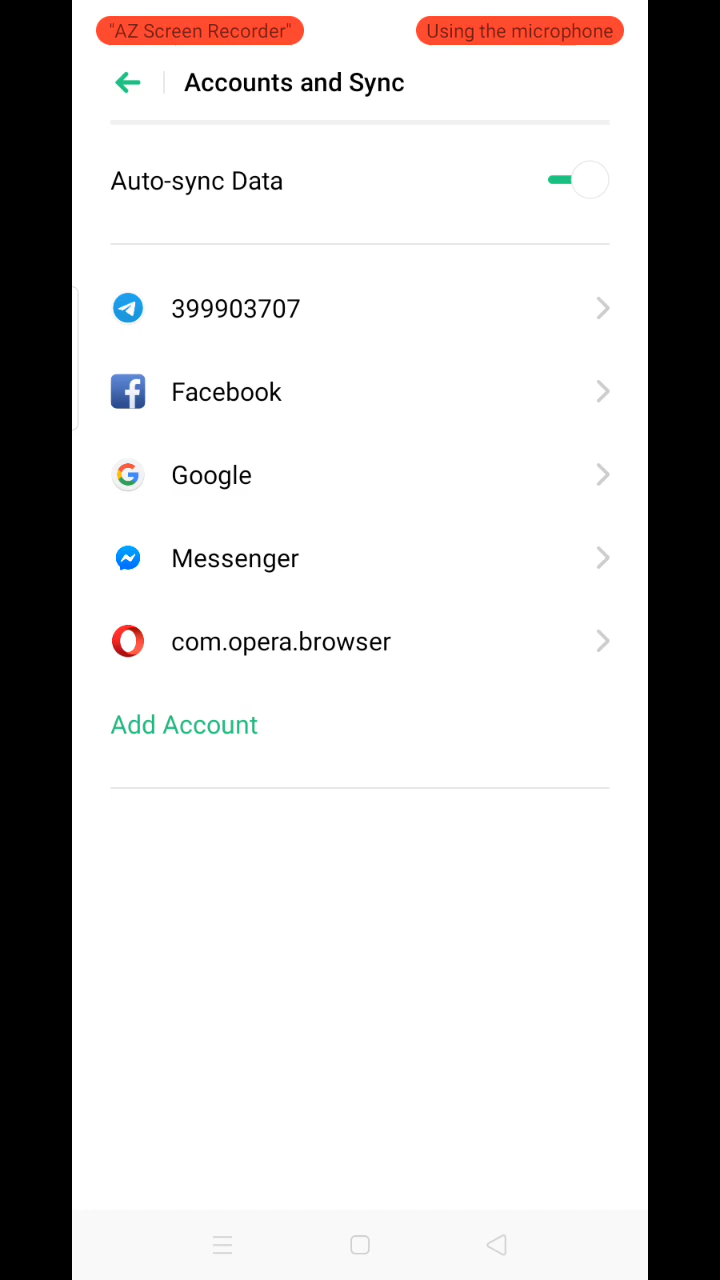 "AZ Screen Recorder" Using the microphone
Accounts and Sync
Auto-sync Data
399903707
Facebook
Google
Messenger
com.opera.browser
Add Account